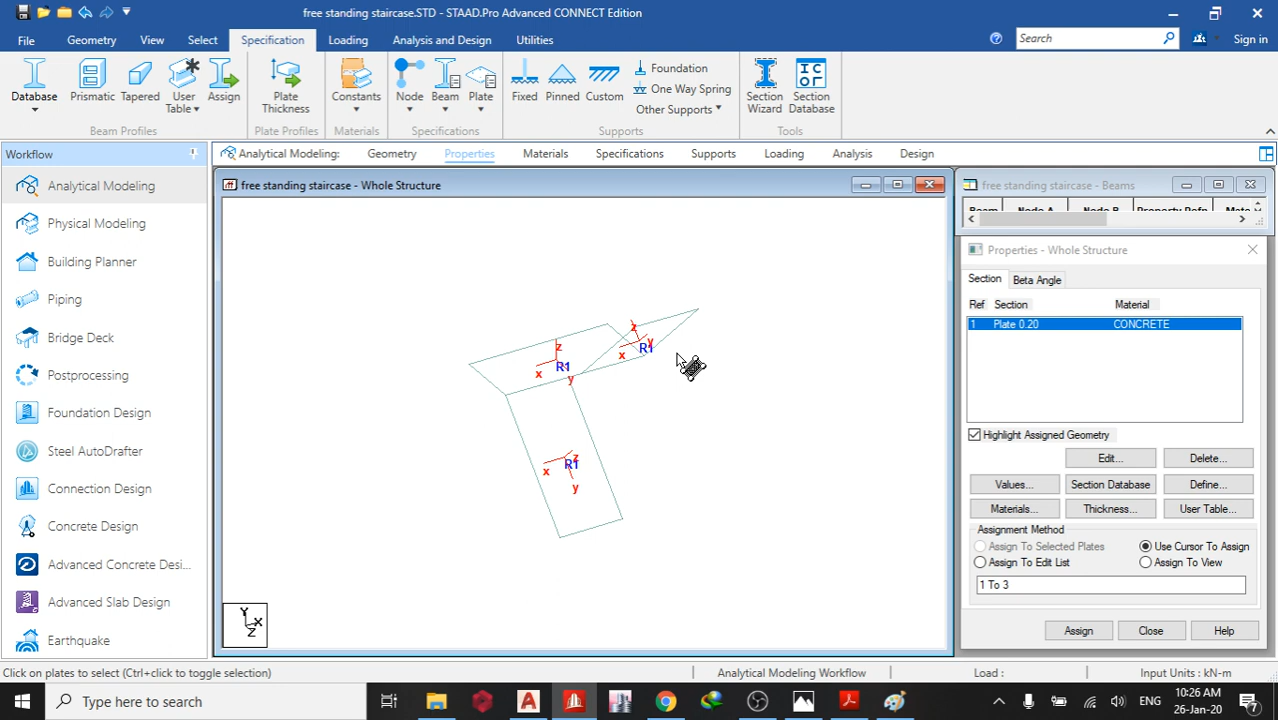 free standing staircase.STD - STAAD.Pro Advanced CONNECT Edition
File Geometry View Select Specification Loading Analysis and Design Utilities
Search
Sign in
Database
Prismatic
Tapered
User Table
Assign
Plate Thickness
Constants
Node
Beam
Plate
Fixed
Pinned
Custom
Foundation
One Way Spring
Other Supports
Section Wizard
Section Database
Beam Profiles
Plate Profiles
Materials
Specifications
Supports
Tools
Workflow
Analytical Modeling: Geometry Properties Materials Specifications Supports Loading Analysis Design
Analytical Modeling
Physical Modeling
Building Planner
Piping
Bridge Deck
Postprocessing
Foundation Design
Steel AutoDrafter
Connection Design
Concrete Design
Advanced Concrete Desi...
Advanced Slab Design
Earthquake
free standing staircase - Whole Structure
z
R1
x
y
z
y
R1
x
z
R1
x
y
Y
X
Z
free standing staircase - Beams
Beam Node A Node B Property Refn Mate
Properties - Whole Structure
Section Beta Angle
Ref Section Material
1 Plate 0.20 CONCRETE
Highlight Assigned Geometry
Edit... Delete...
Values... Section Database Define...
Materials... Thickness... User Table...
Assignment Method
Assign To Selected Plates Use Cursor To Assign
Assign To Edit List Assign To View
1 To 3
Assign Close Help
Click on plates to select (Ctrl+click to toggle selection)
Analytical Modeling Workflow
Load :
Input Units : kN-m
Type here to search
ENG
10:26 AM
26-Jan-20
7